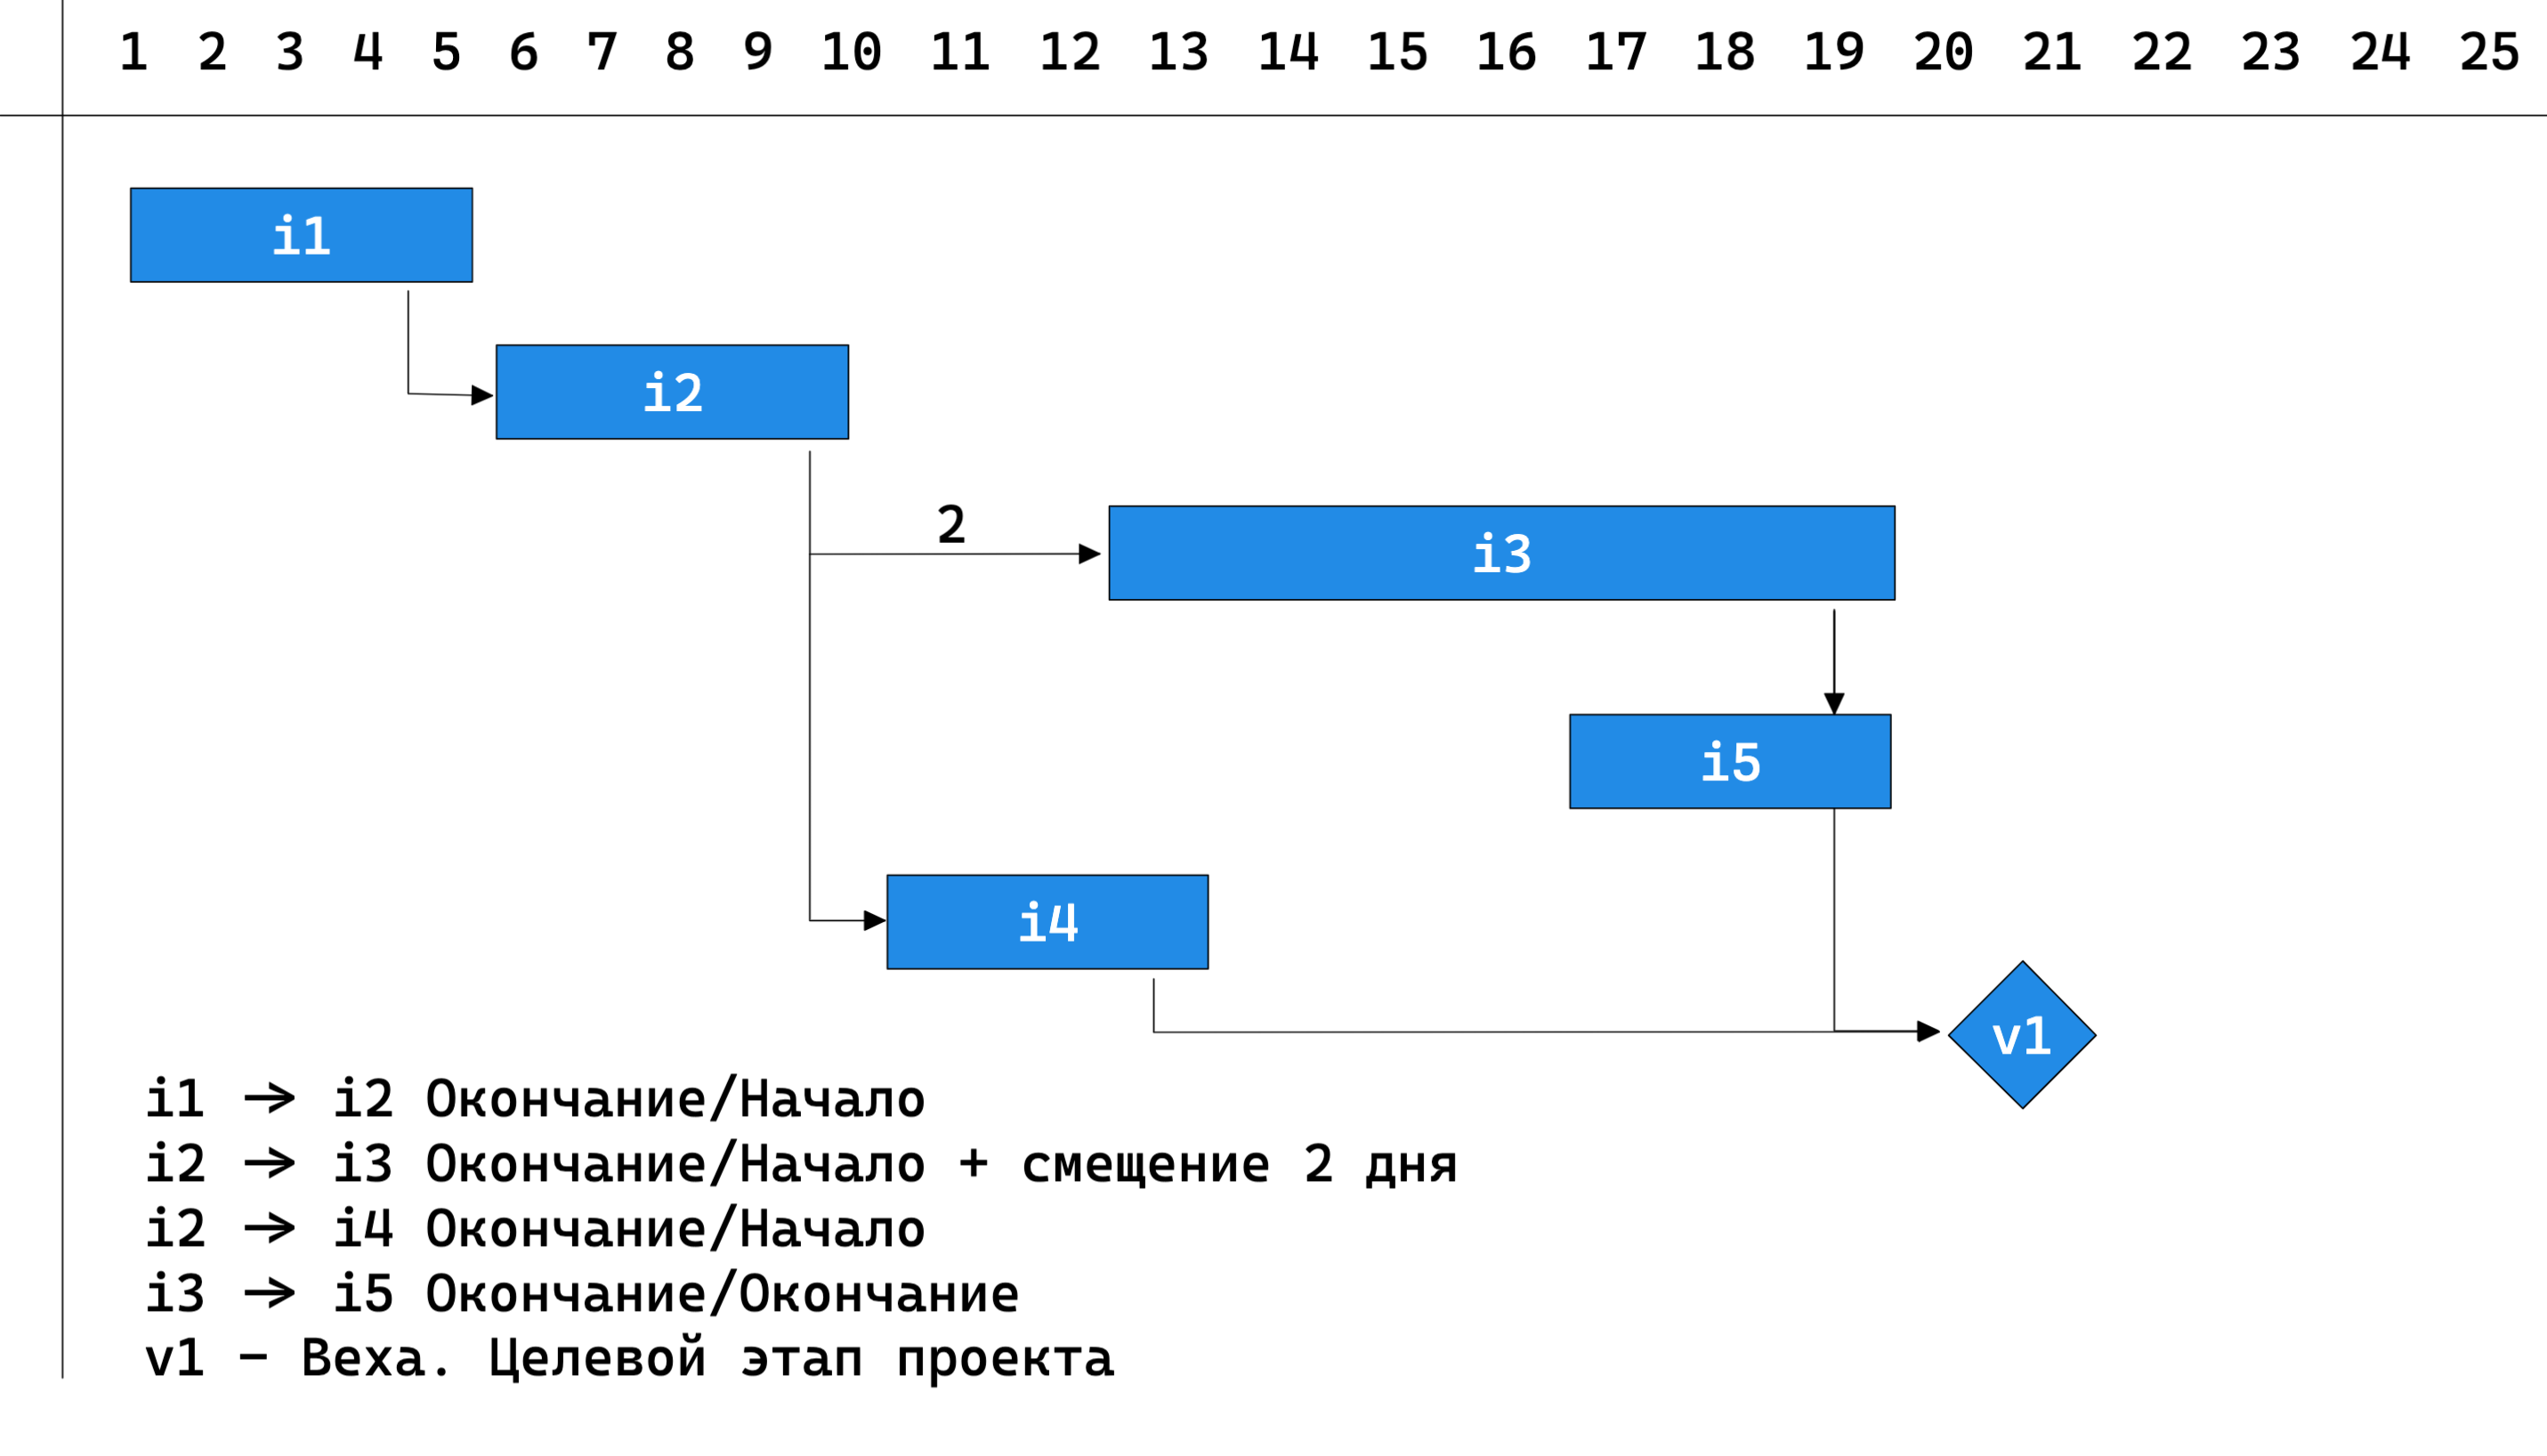 1 2 3 4 5 6 7 8 9 10 11 12 13 14 15 16 17 18 19 20 21 22 23 24 25
i1
i2
2
i3
i5
i4
v1
i1 -> i2 Окончание/Начало
i2 -> i3 Окончание/Начало + смещение 2 дня
i2 -> i4 Окончание/Начало
i3 -> i5 Окончание/Окончание
v1 - Веха. Целевой этап проекта